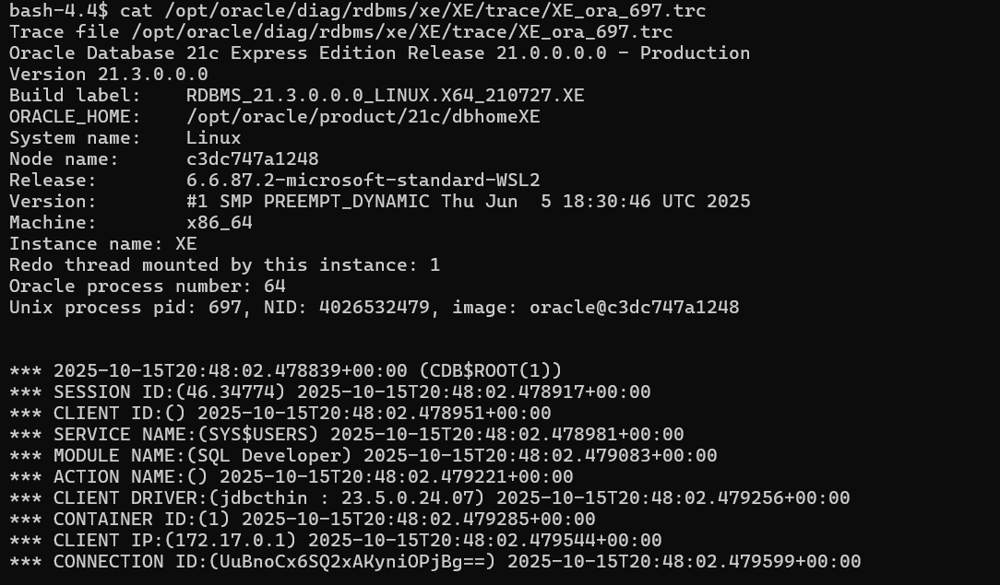 bash-4.4$ cat /opt/oracle/diag/rdbms/xe/XE/trace/XE_ora_697.trc
Trace file /opt/oracle/diag/rdbms/xe/XE/trace/XE_ora_697.trc
Oracle Database 21c Express Edition Release 21.0.0.0.0 - Production
Version 21.3.0.0.0
Build label:    RDBMS_21.3.0.0.0_LINUX.X64_210727.XE
ORACLE_HOME:    /opt/oracle/product/21c/dbhomeXE
System name:    Linux
Node name:      c3dc747a1248
Release:        6.6.87.2-microsoft-standard-WSL2
Version:        #1 SMP PREEMPT_DYNAMIC Thu Jun  5 18:30:46 UTC 2025
Machine:        x86_64
Instance name: XE
Redo thread mounted by this instance: 1
Oracle process number: 64
Unix process pid: 697, NID: 4026532479, image: oracle@c3dc747a1248
*** 2025-10-15T20:48:02.478839+00:00 (CDB$ROOT(1))
*** SESSION ID:(46.34774) 2025-10-15T20:48:02.478917+00:00
*** CLIENT ID:() 2025-10-15T20:48:02.478951+00:00
*** SERVICE NAME:(SYS$USERS) 2025-10-15T20:48:02.478981+00:00
*** MODULE NAME:(SQL Developer) 2025-10-15T20:48:02.479083+00:00
*** ACTION NAME:() 2025-10-15T20:48:02.479221+00:00
*** CLIENT DRIVER:(jdbcthin : 23.5.0.24.07) 2025-10-15T20:48:02.479256+00:00
*** CONTAINER ID:(1) 2025-10-15T20:48:02.479285+00:00
*** CLIENT IP:(172.17.0.1) 2025-10-15T20:48:02.479544+00:00
*** CONNECTION ID:(UuBnoCx6SQ2xAKyniOPjBg==) 2025-10-15T20:48:02.479599+00:00